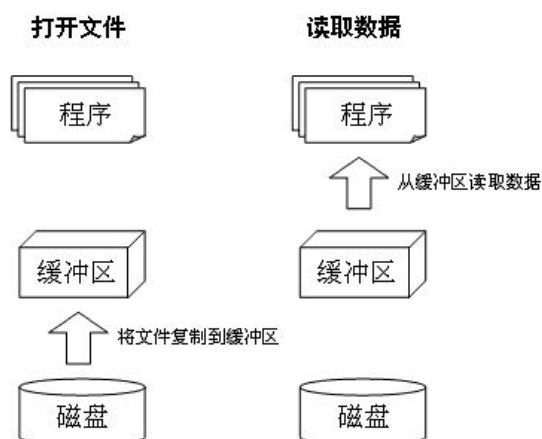 打开文件
读取数据
程序
程序
从缓冲区读取数据
缓冲区
缓冲区
将文件复制到缓冲区
磁盘
磁盘